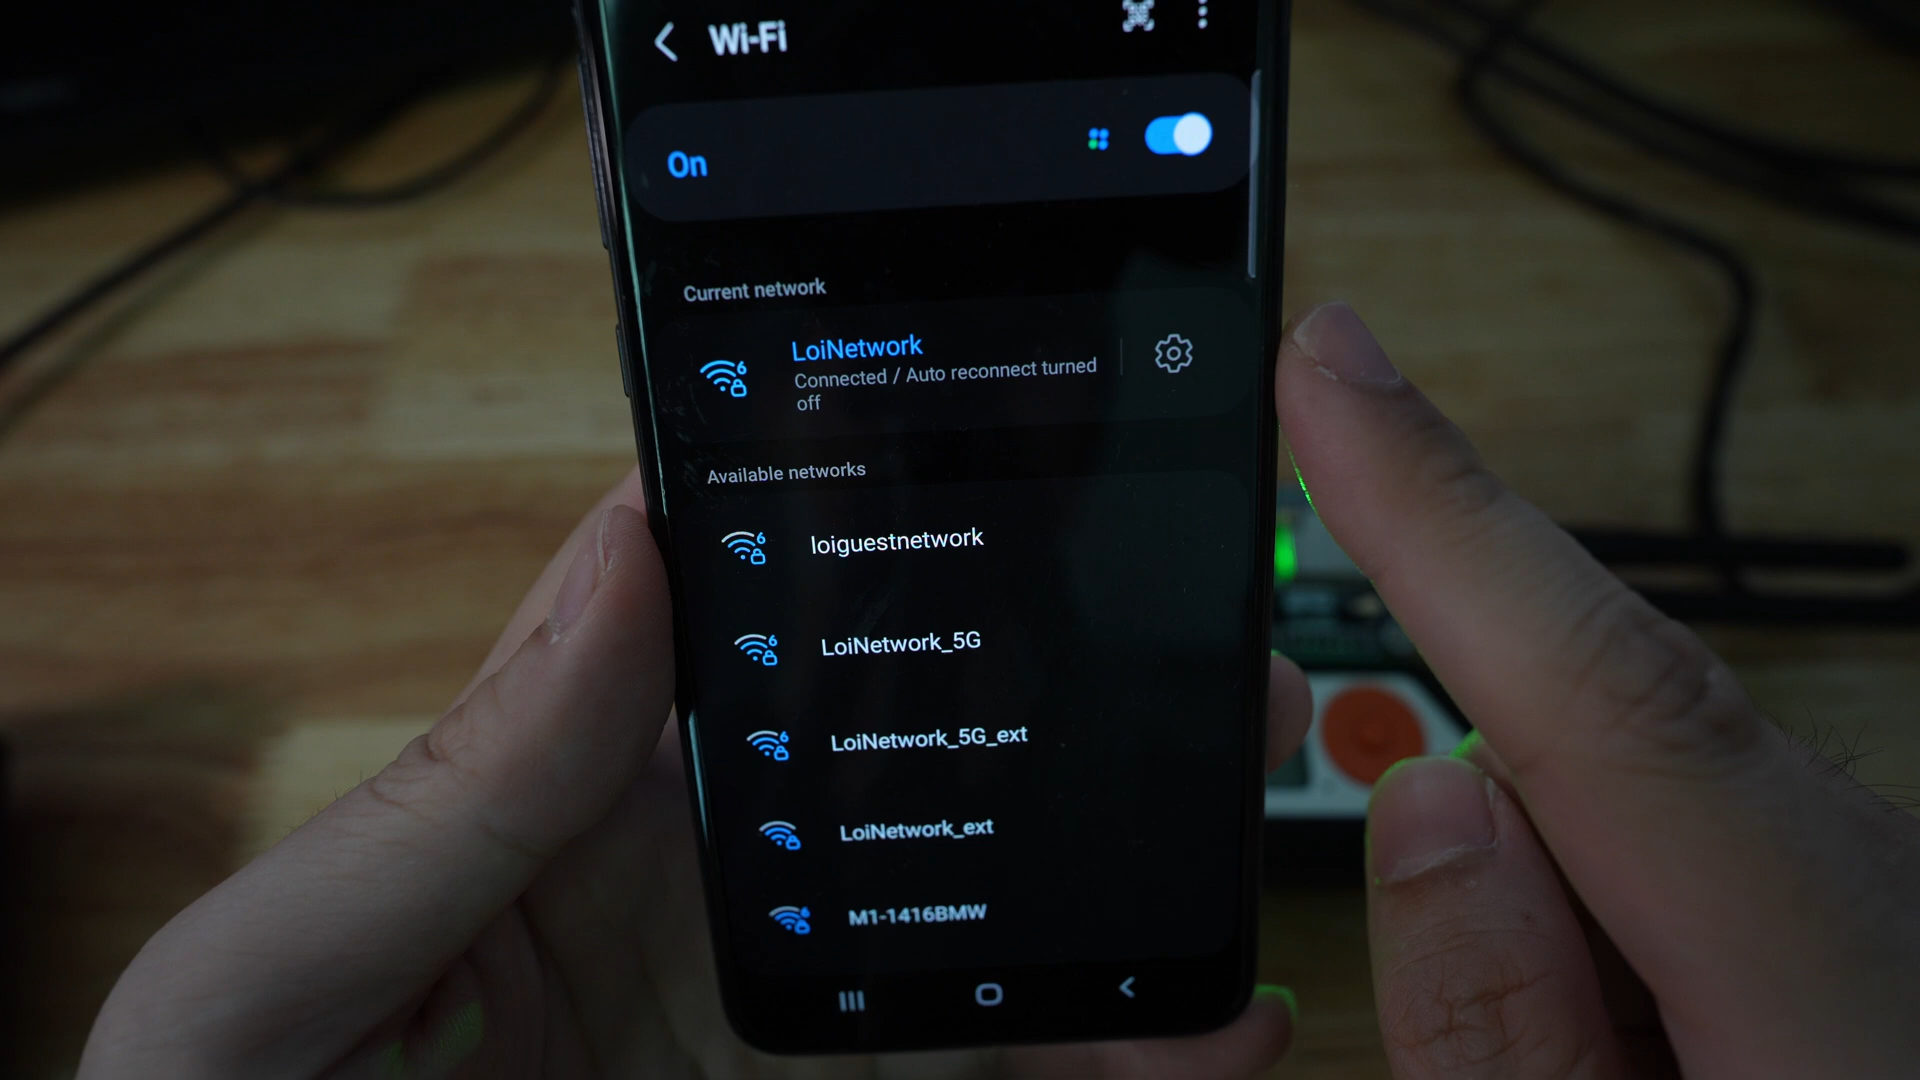 Wi-Fi
On
Current network
LoiNetwork
Connected / Auto reconnect turned
off
Available networks
loiguestnetwork
LoiNetwork_5G
LoiNetwork_5G_ext
LoiNetwork_ext
M1-1416BMW